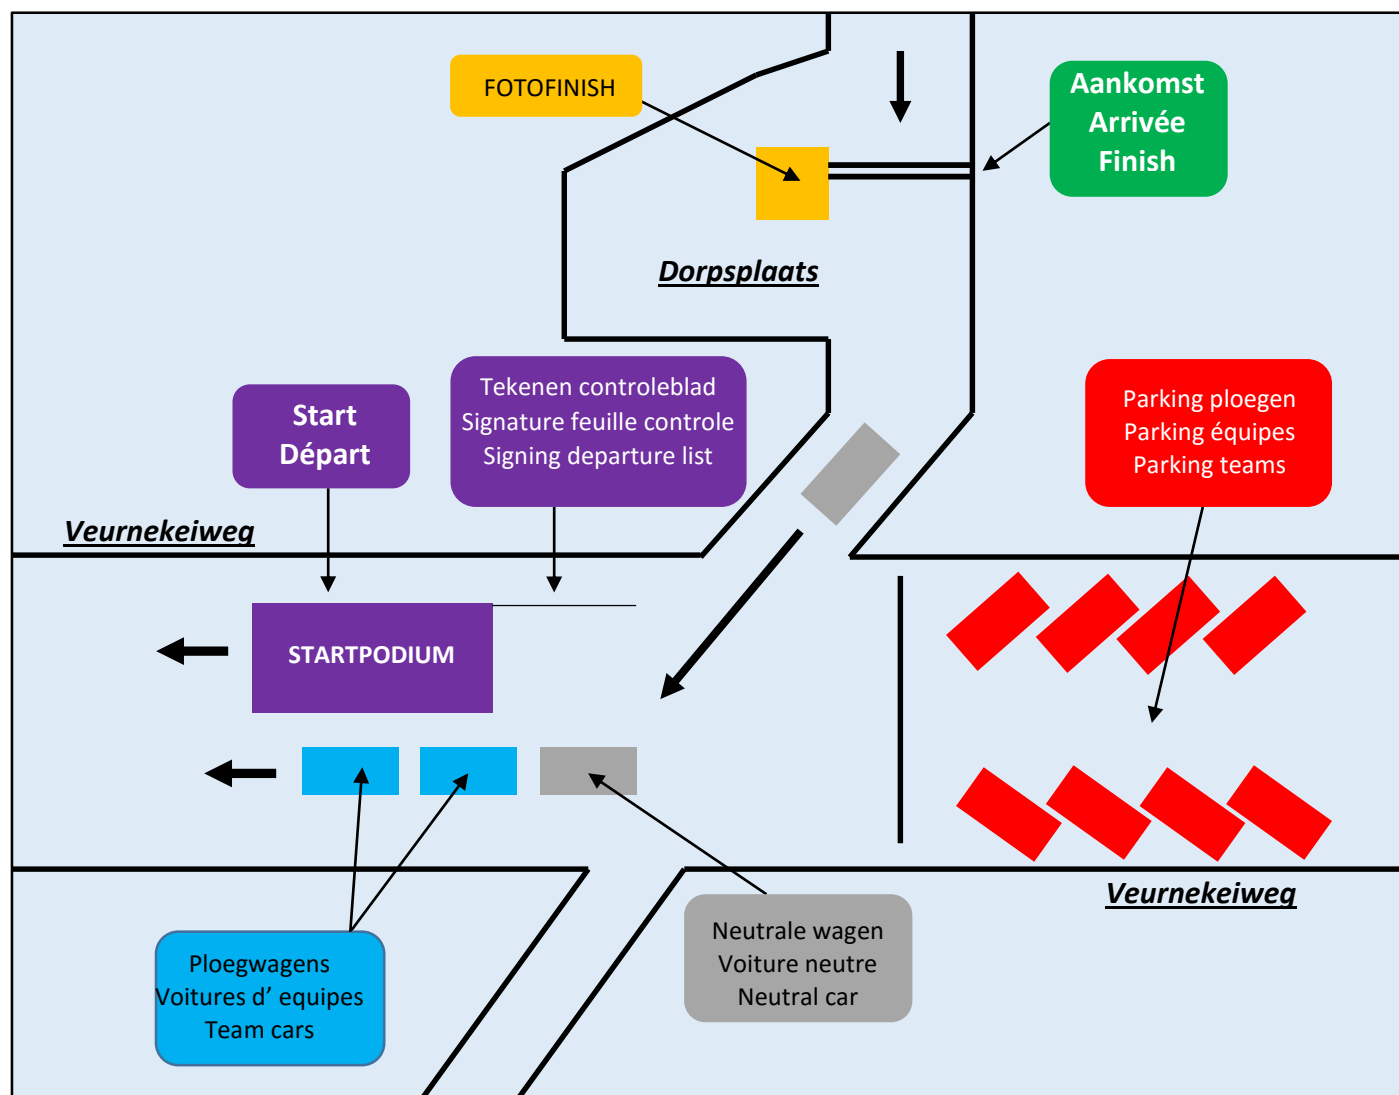 FOTOFINISH
Aankomst
Arrivée
Finish
Dorpsplaats
Start
Départ
Tekenen controleblad
Signature feuille controle
Signing departure list
Parking ploegen
Parking équipes
Parking teams
Veurnekeiweg
STARTPODIUM
Veurnekeiweg
Ploegwagens
Voitures d’ equipes
Team cars
Neutrale wagen
Voiture neutre
Neutral car